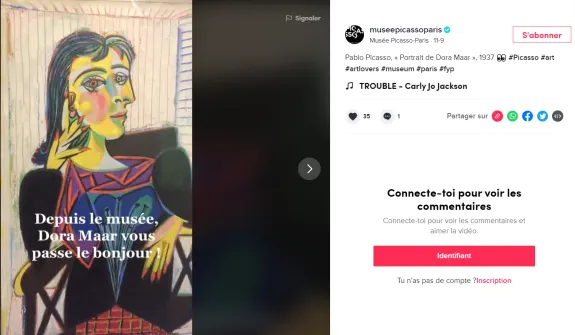 Signaler
Depuis le musée,
Dora Maar vous
passe le bonjour !
museepicassoparis
Musée Picasso-Paris · 11-9
S'abonner
Pablo Picasso, « Portrait de Dora Maar », 1937 👀 #Picasso #art
#artlovers #museum #paris #fyp
♫ TROUBLE - Carly Jo Jackson
35
1
Partager sur
Connecte-toi pour voir les
commentaires
Connecte-toi pour voir les commentaires et
aimer la vidéo.
Identifiant
Tu n'as pas de compte ?Inscription